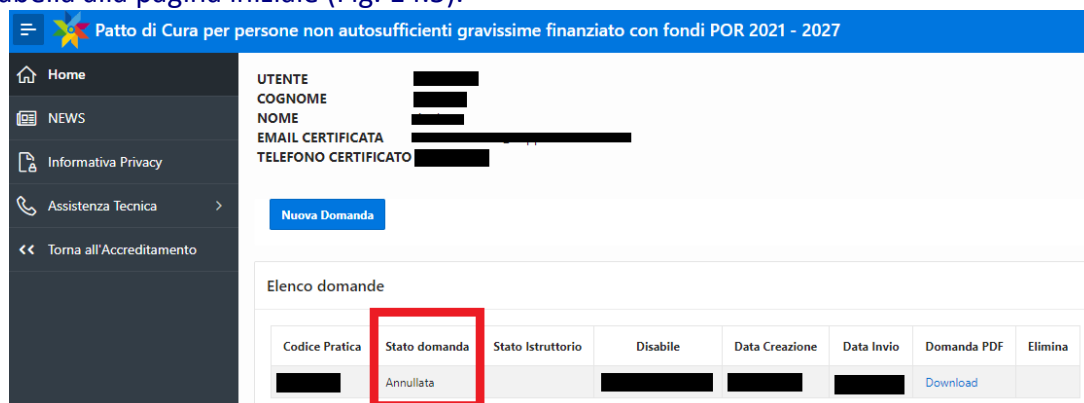 Patto di Cura per persone non autosufficienti gravissime finanziato con fondi POR 2021 - 2027
Home
NEWS
Informativa Privacy
Assistenza Tecnica >
Torna all'Accreditamento
UTENTE
COGNOME
NOME
EMAIL CERTIFICATA
TELEFONO CERTIFICATO
Nuova Domanda
Elenco domande
Codice Pratica Stato domanda Stato Istruttorio Disabile Data Creazione Data Invio Domanda PDF Elimina
Annullata Download